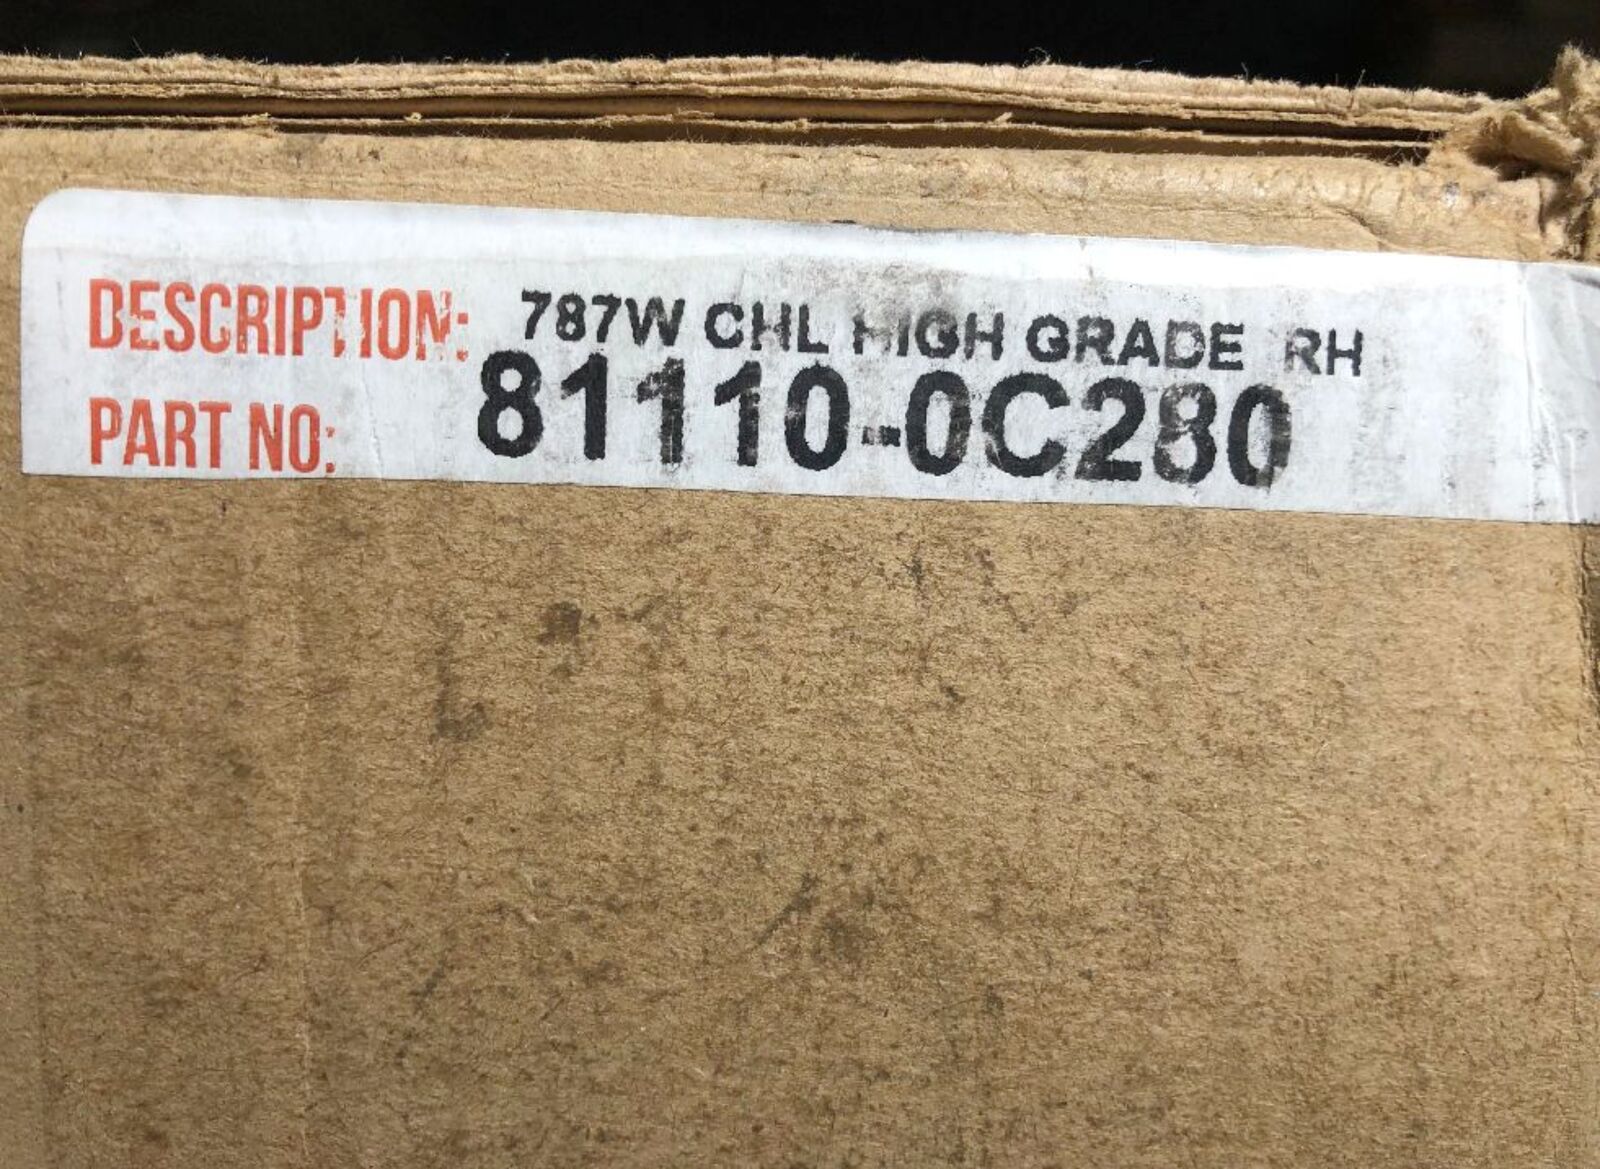 DESCRIPTION: 787W CHL HIGH GRADE RH
PART NO: 81110-0C280